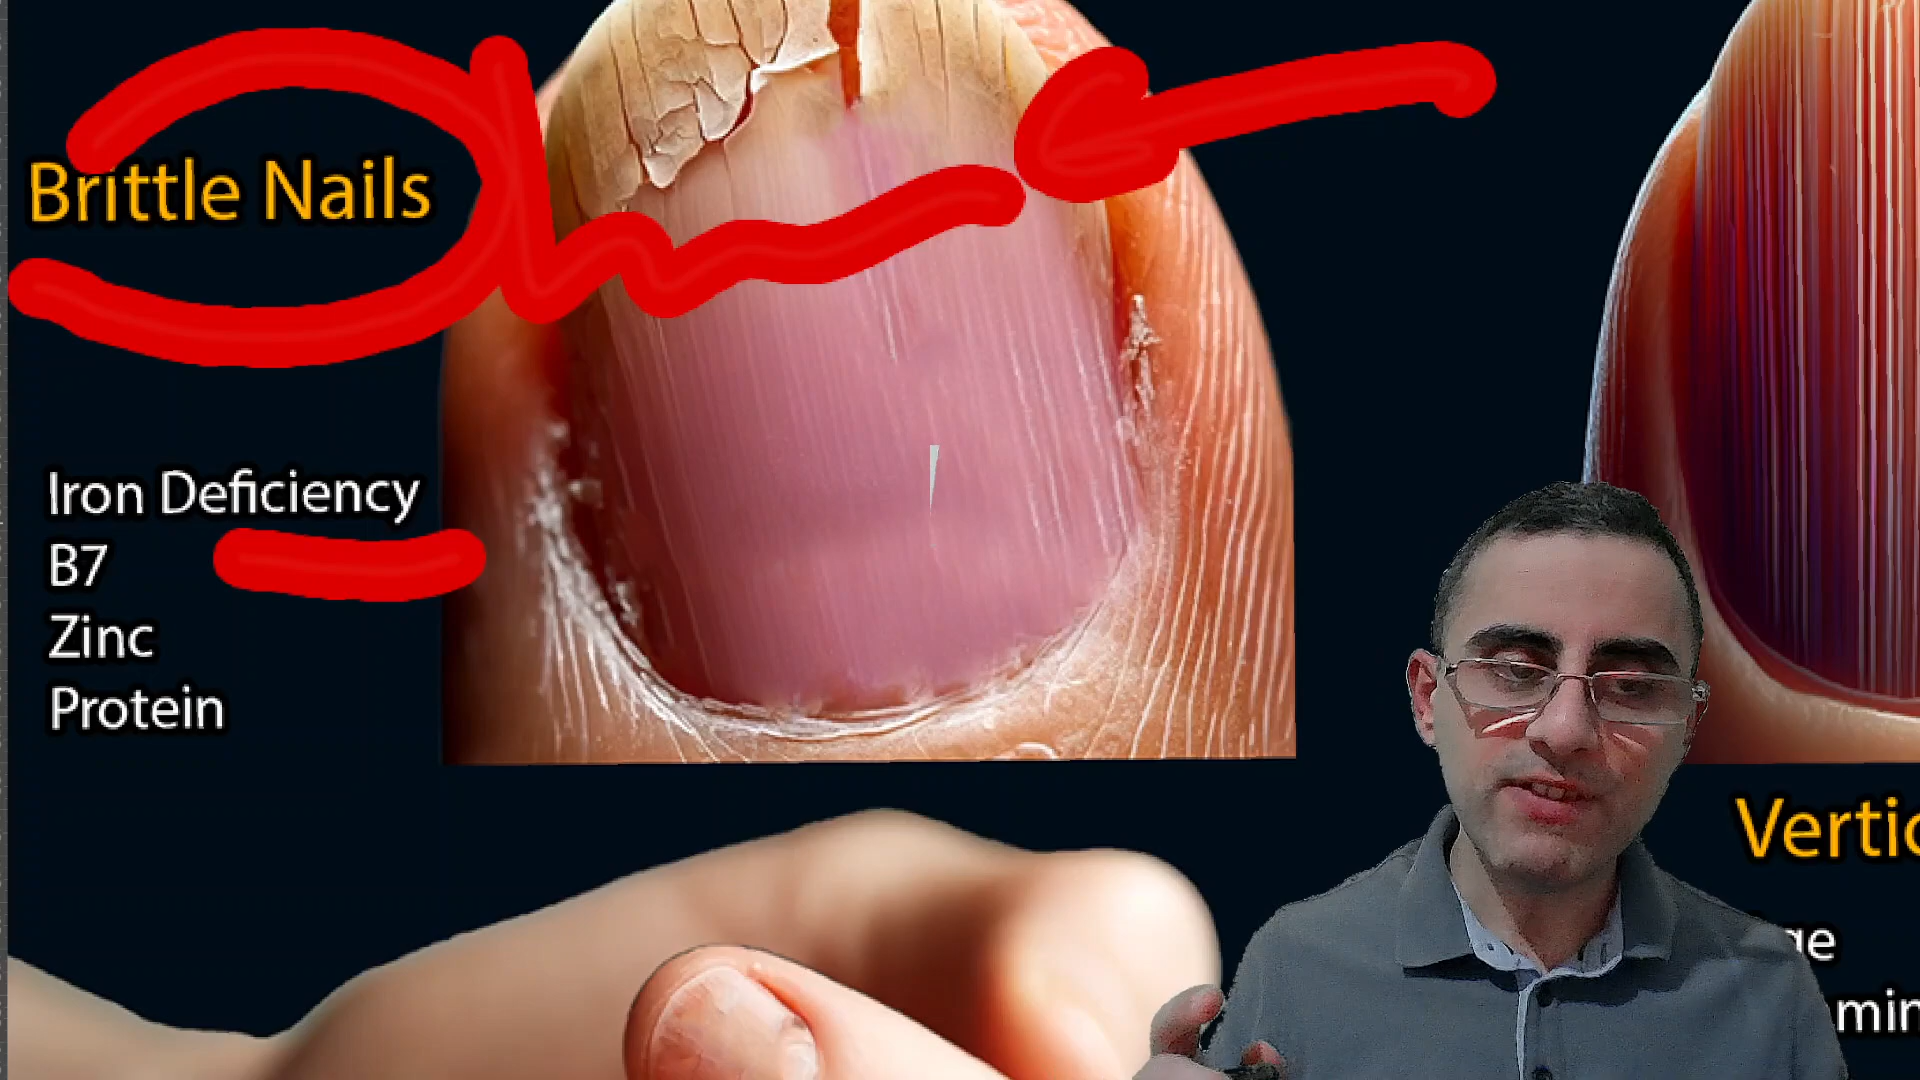 Brittle Nails
Iron Deficiency
B7
Zinc
Protein